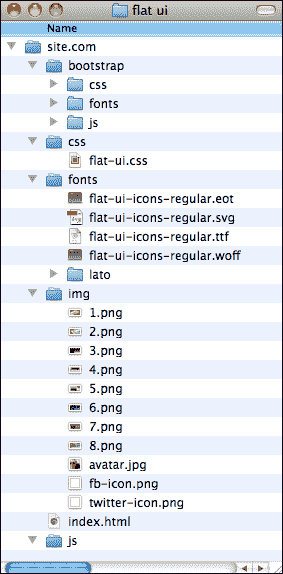 flat ui
Name
site.com
bootstrap
css
fonts
js
css
flat-ui.css
fonts
flat-ui-icons-regular.eot
flat-ui-icons-regular.svg
flat-ui-icons-regular.ttf
flat-ui-icons-regular.woff
lato
img
1.png
2.png
3.png
4.png
5.png
6.png
7.png
8.png
avatar.jpg
fb-icon.png
twitter-icon.png
index.html
js